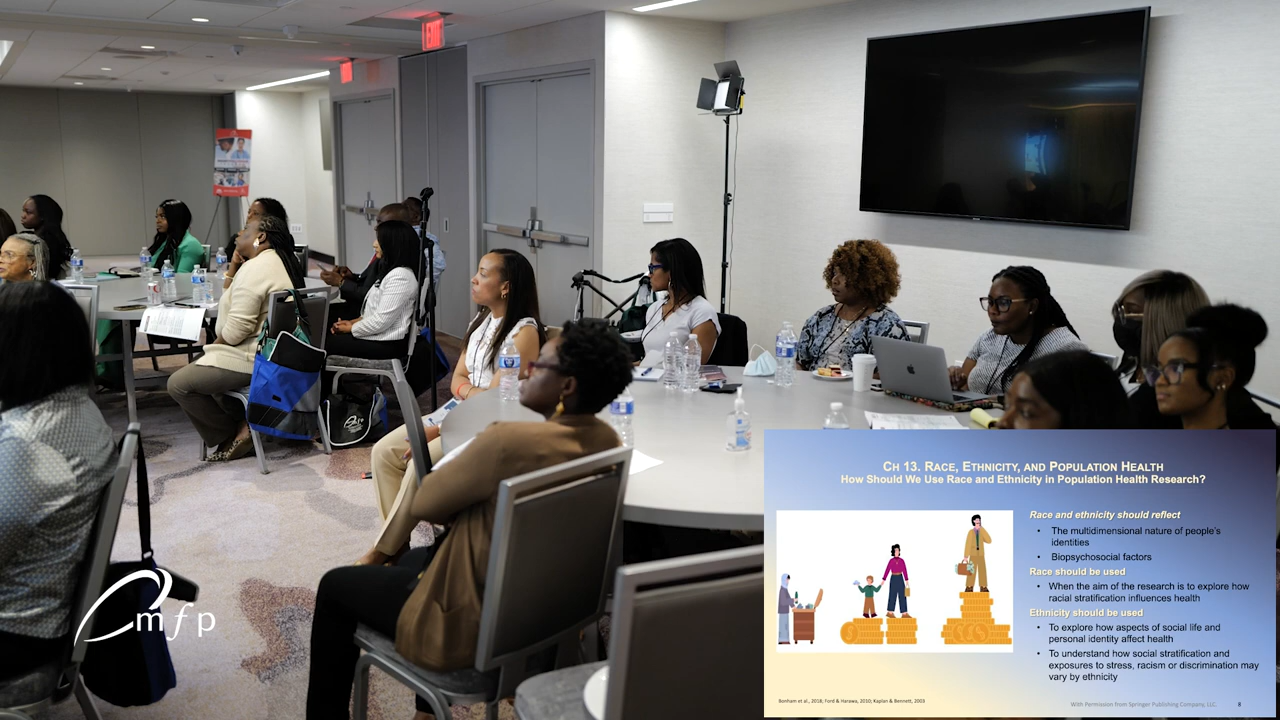 EXIT
mfp
CH 13. RACE, ETHNICITY, AND POPULATION HEALTH
How Should We Use Race and Ethnicity in Population Health Research?
Race and ethnicity should reflect
• The multidimensional nature of people's
identities
• Biopsychosocial factors
Race should be used
• When the aim of the research is to explore how
racial stratification influences health
Ethnicity should be used
• To explore how aspects of social life and
personal identity affect health
• To understand how social stratification and
exposures to stress, racism or discrimination may
vary by ethnicity
Bonham et al., 2018; Ford & Harawa, 2010; Kaplan & Bennett, 2003
With Permission from Springer Publishing Company, LLC. 8